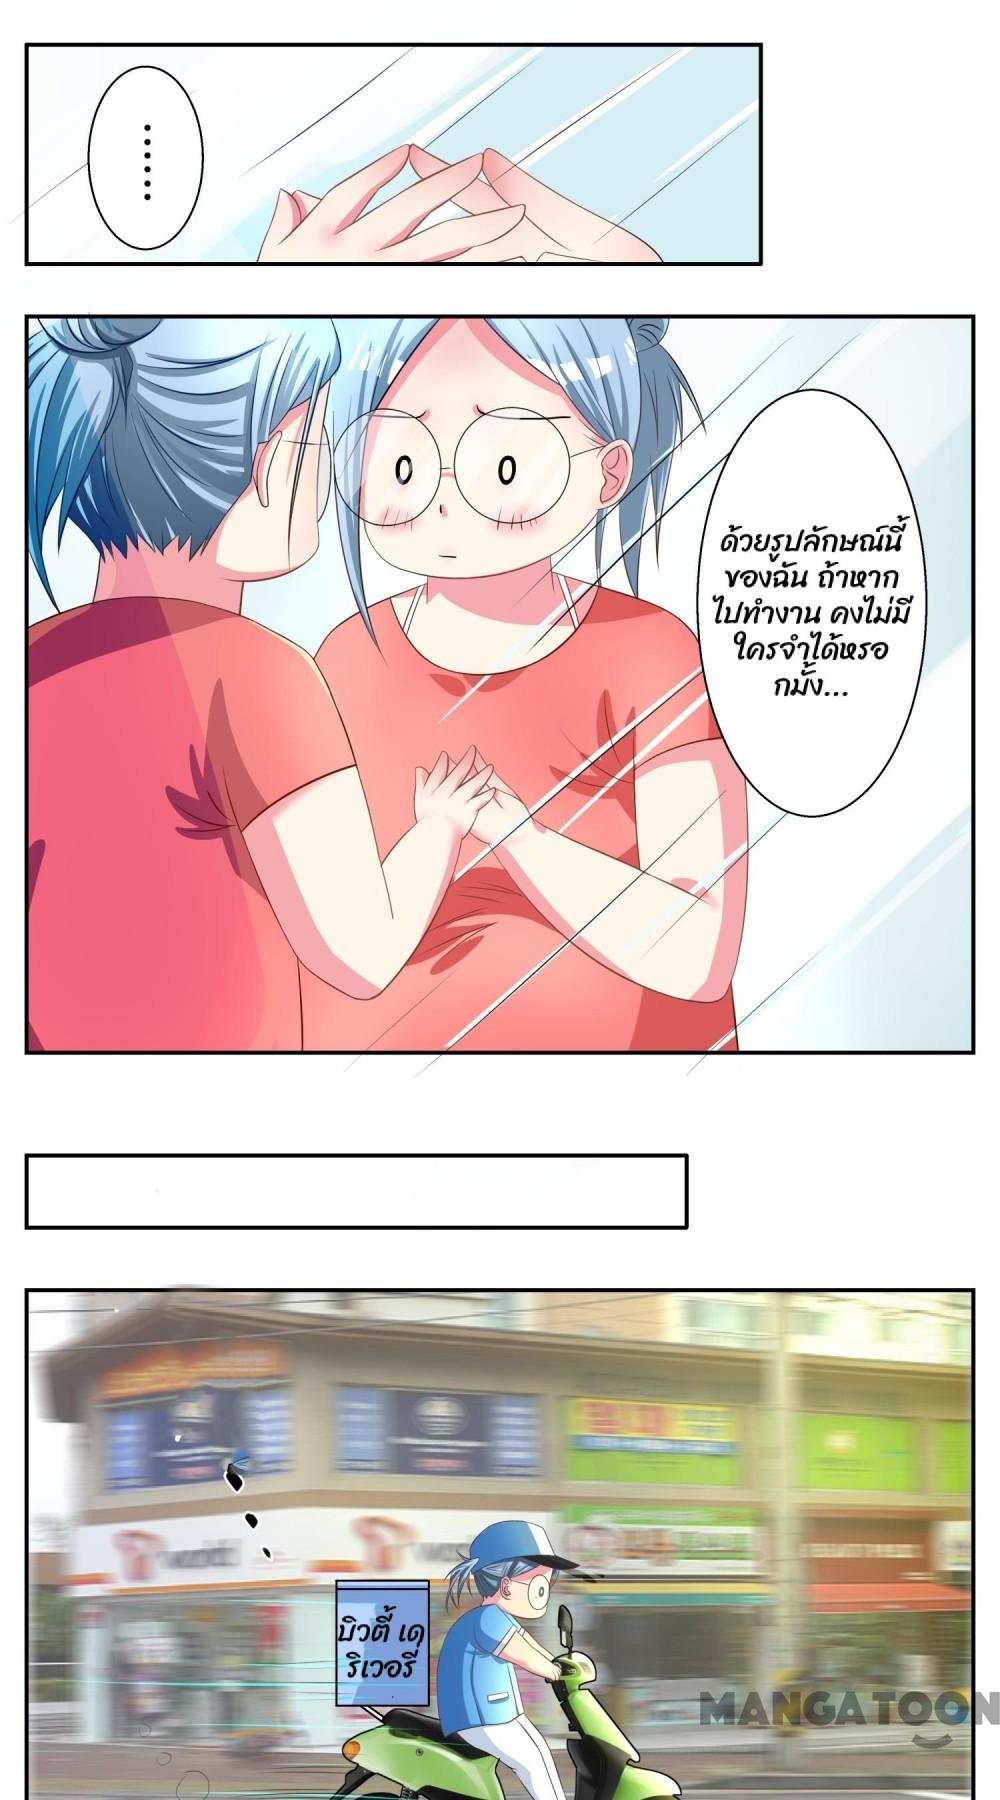 ......
ด้วยรูปลักษณ์นี้
ของฉัน ถ้าหาก
ไปทำงาน คงไม่มี
ใครจำได้หรอ
กมั้ง...
บิวตี้ เด
ริเวอรี่
MANGATOON